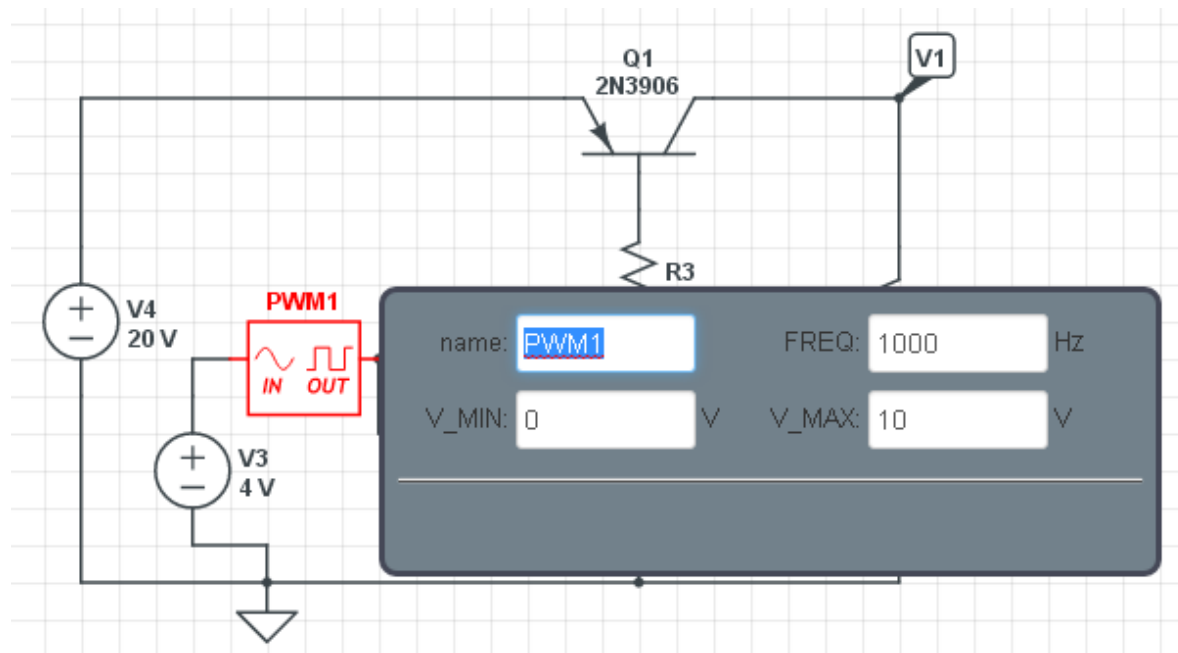 Q1
2N3906
V1
R3
V4
20 V
PWM1
IN OUT
V3
4 V
name: PWM1 FREQ: 1000 Hz
V_MIN: 0 V V_MAX: 10 V